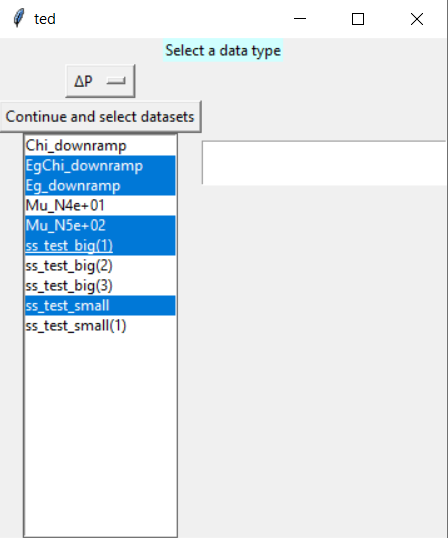 ted
Select a data type
ΔP
Continue and select datasets
Chi_downramp
EgChi_downramp
Eg_downramp
Mu_N4e+01
Mu_N5e+02
ss_test_big(1)
ss_test_big(2)
ss_test_big(3)
ss_test_small
ss_test_small(1)